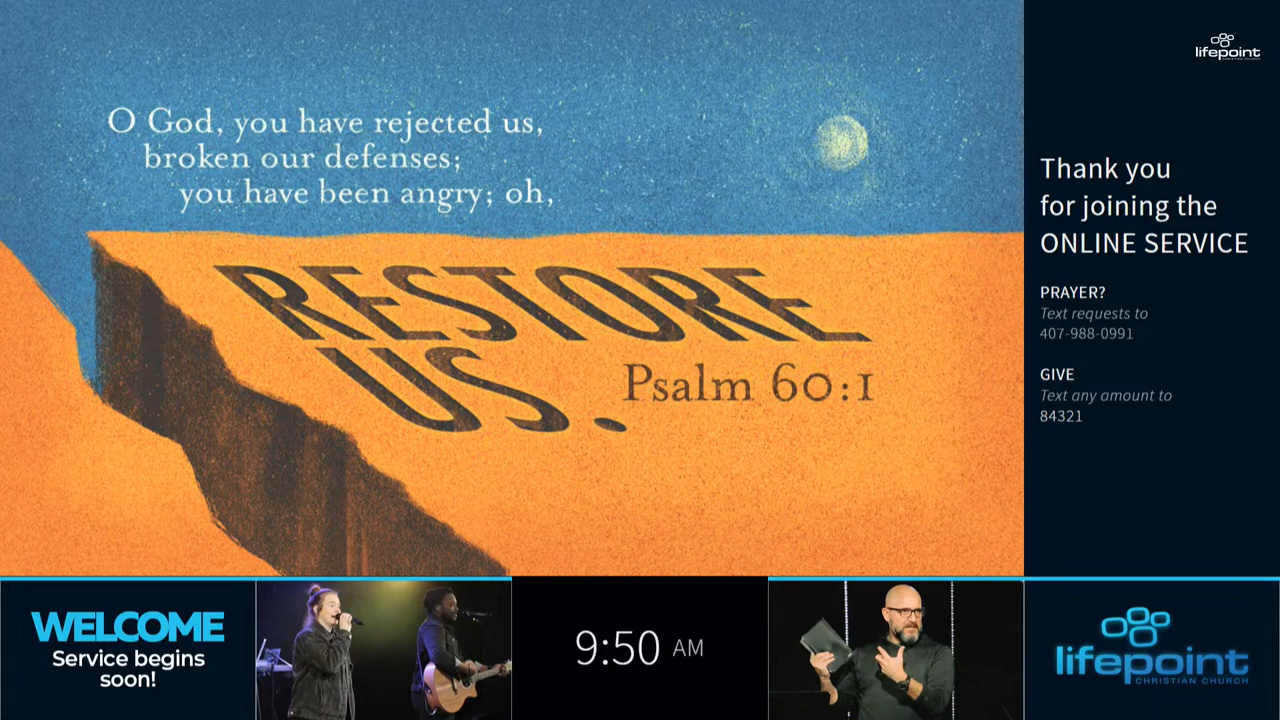 O God, you have rejected us,
broken our defenses;
you have been angry; oh,
RESTORE
US.
Psalm 60:1
lifepoint
CHRISTIAN CHURCH
Thank you
for joining the
ONLINE SERVICE
PRAYER?
Text requests to
407-988-0991
GIVE
Text any amount to
84321
WELCOME
Service begins
soon!
9:50 AM
lifepoint
CHRISTIAN CHURCH